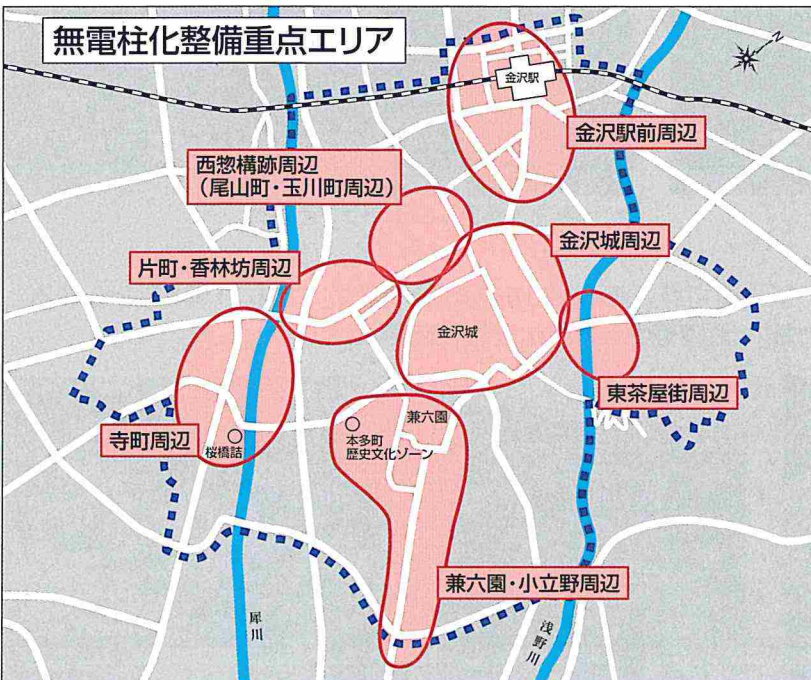 無電柱化整備重点エリア
N
金沢駅
金沢駅前周辺
西惣構跡周辺
(尾山町・玉川町周辺)
金沢城周辺
片町・香林坊周辺
金沢城
東茶屋街周辺
兼六園
本多町
歴史文化ゾーン
寺町周辺
桜橋詰
兼六園・小立野周辺
犀川
浅野川